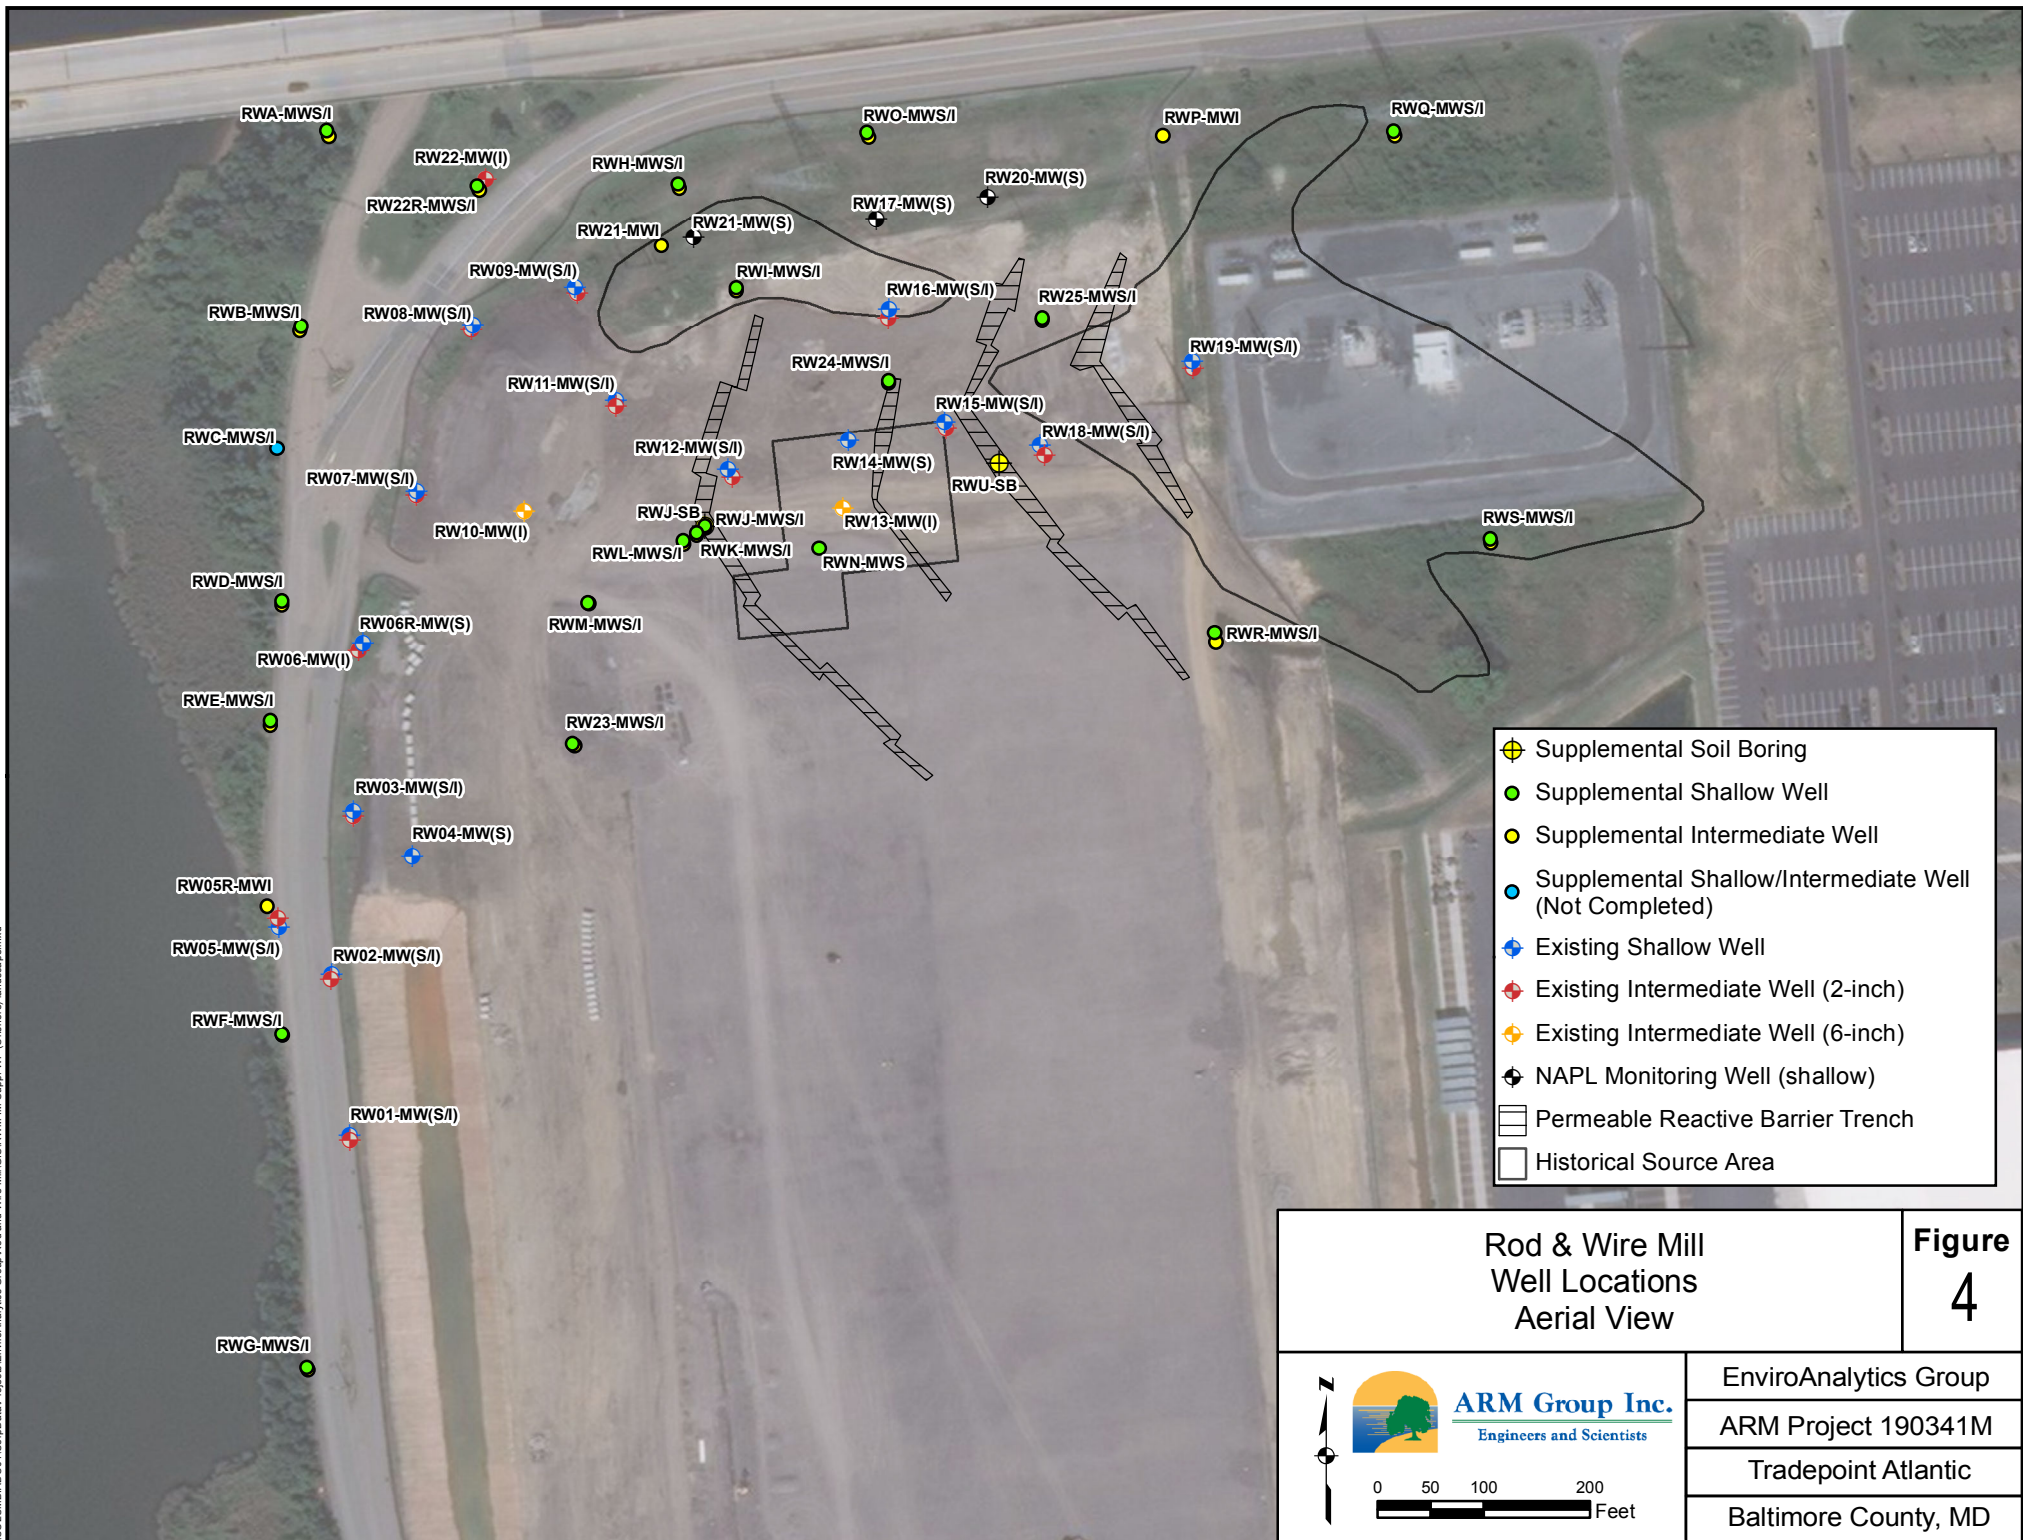 RWA-MWS/I
RWO-MWS/I
RWP-MWI
RWQ-MWS/I
RW22-MW(I)
RWH-MWS/I
RW20-MW(S)
RW22R-MWS/I
RW17-MW(S)
RW21-MWI
RW21-MW(S)
RW09-MW(S/I)
RWI-MWS/I
RW16-MW(S/I)
RW25-MWS/I
RWB-MWS/I
RW08-MW(S/I)
RW19-MW(S/I)
RW24-MWS/I
RW11-MW(S/I)
RW15-MW(S/I)
RWC-MWS/I
RW12-MW(S/I)
RW18-MW(S/I)
RW14-MW(S)
RW07-MW(S/I)
RWU-SB
RWJ-SB
RWJ-MWS/I
RW13-MW(I)
RWS-MWS/I
RW10-MW(I)
RWL-MWS/I
RWK-MWS/I
RWN-MWS
RWD-MWS/I
RW06R-MW(S)
RWM-MWS/I
RWR-MWS/I
RW06-MW(I)
RWE-MWS/I
RW23-MWS/I
RW03-MW(S/I)
RW04-MW(S)
RW05R-MWI
RW05-MW(S/I)
RW02-MW(S/I)
RWF-MWS/I
RW01-MW(S/I)
RWG-MWS/I
Supplemental Soil Boring
Supplemental Shallow Well
Supplemental Intermediate Well
Supplemental Shallow/Intermediate Well
(Not Completed)
Existing Shallow Well
Existing Intermediate Well (2-inch)
Existing Intermediate Well (6-inch)
NAPL Monitoring Well (shallow)
Permeable Reactive Barrier Trench
Historical Source Area
Rod & Wire Mill
Well Locations
Aerial View
Figure
4
N
ARM Group Inc.
Engineers and Scientists
0 50 100 200
Feet
EnviroAnalytics Group
ARM Project 190341M
Tradepoint Atlantic
Baltimore County, MD